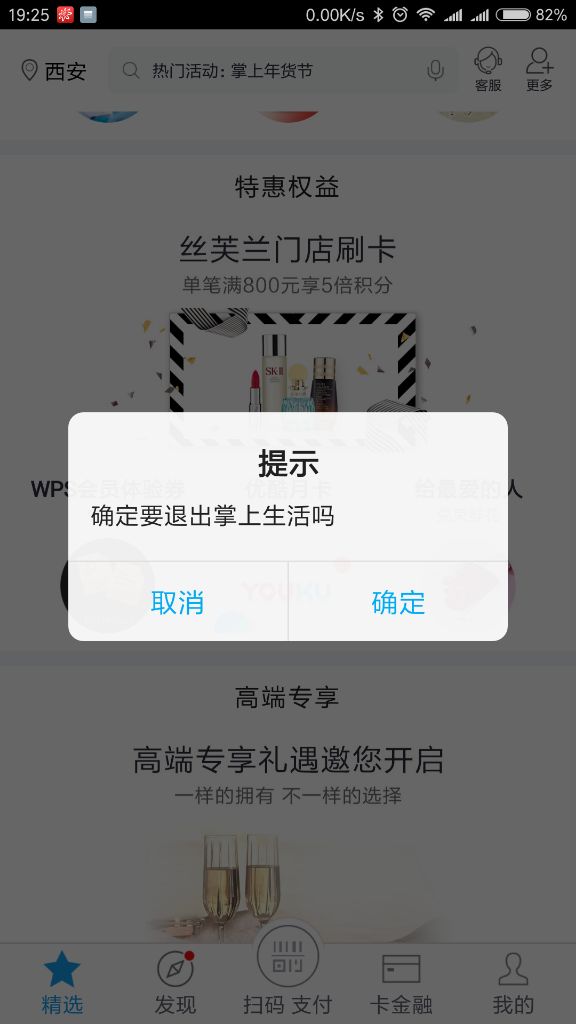 19:25
0.00K/s
82%
西安
热门活动:掌上年货节
客服
更多
特惠权益
丝芙兰门店刷卡
单笔满800元享5倍积分
SK-II
提示
WPS会员体验券
优酷月卡
给最爱的人
确定要退出掌上生活吗
YOUKU
取消
确定
高端专享
高端专享礼遇邀您开启
一样的拥有 不一样的选择
精选
发现
扫码 支付
卡金融
我的